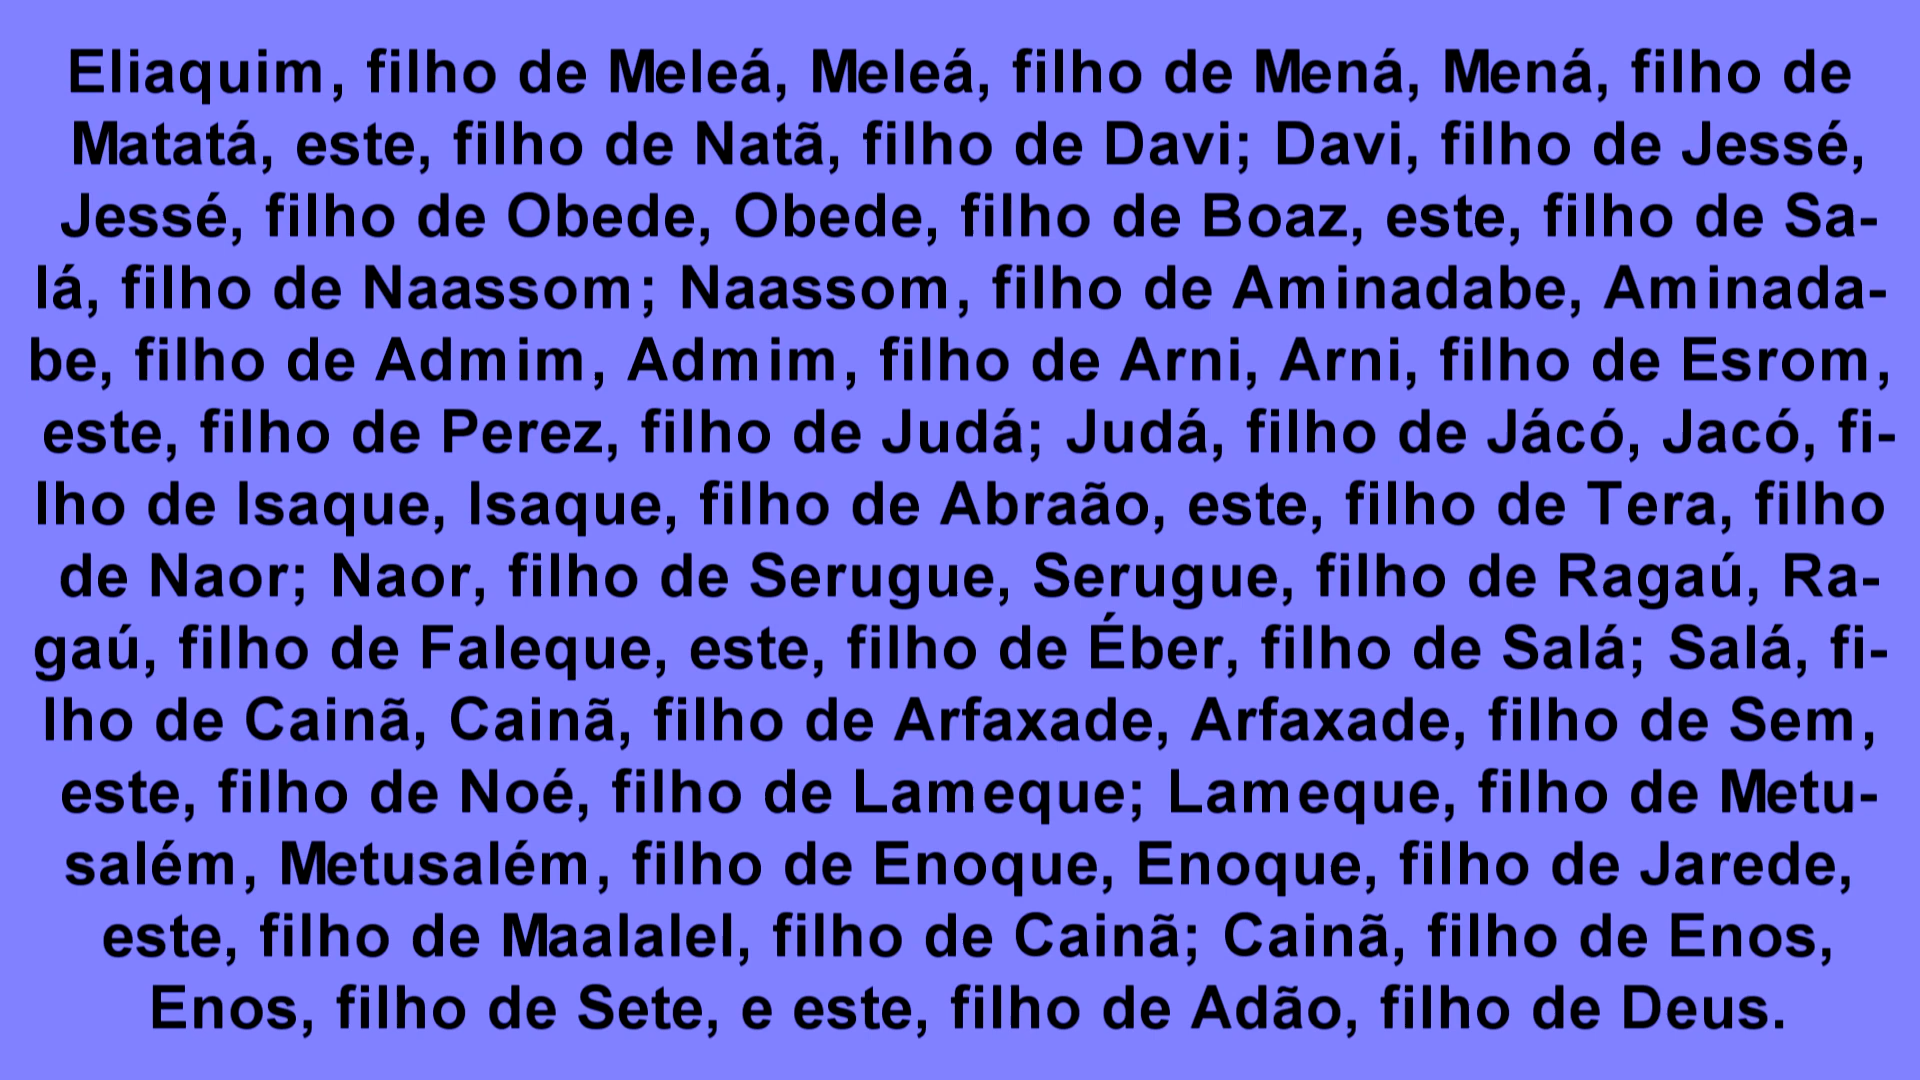 Eliaquim, filho de Meleá, Meleá, filho de Mená, Mená, filho de
Matatá, este, filho de Natã, filho de Davi; Davi, filho de Jessé,
Jessé, filho de Obede, Obede, filho de Boaz, este, filho de Sa-
lá, filho de Naassom; Naassom, filho de Aminadabe, Aminada-
be, filho de Admim, Admim, filho de Arni, Arni, filho de Esrom,
este, filho de Perez, filho de Judá; Judá, filho de Jácó, Jacó, fi-
lho de Isaque, Isaque, filho de Abraão, este, filho de Tera, filho
de Naor; Naor, filho de Serugue, Serugue, filho de Ragaú, Ra-
gaú, filho de Faleque, este, filho de Éber, filho de Salá; Salá, fi-
lho de Cainã, Cainã, filho de Arfaxade, Arfaxade, filho de Sem,
este, filho de Noé, filho de Lameque; Lameque, filho de Metu-
salém, Metusalém, filho de Enoque, Enoque, filho de Jarede,
este, filho de Maalalel, filho de Cainã; Cainã, filho de Enos,
Enos, filho de Sete, e este, filho de Adão, filho de Deus.